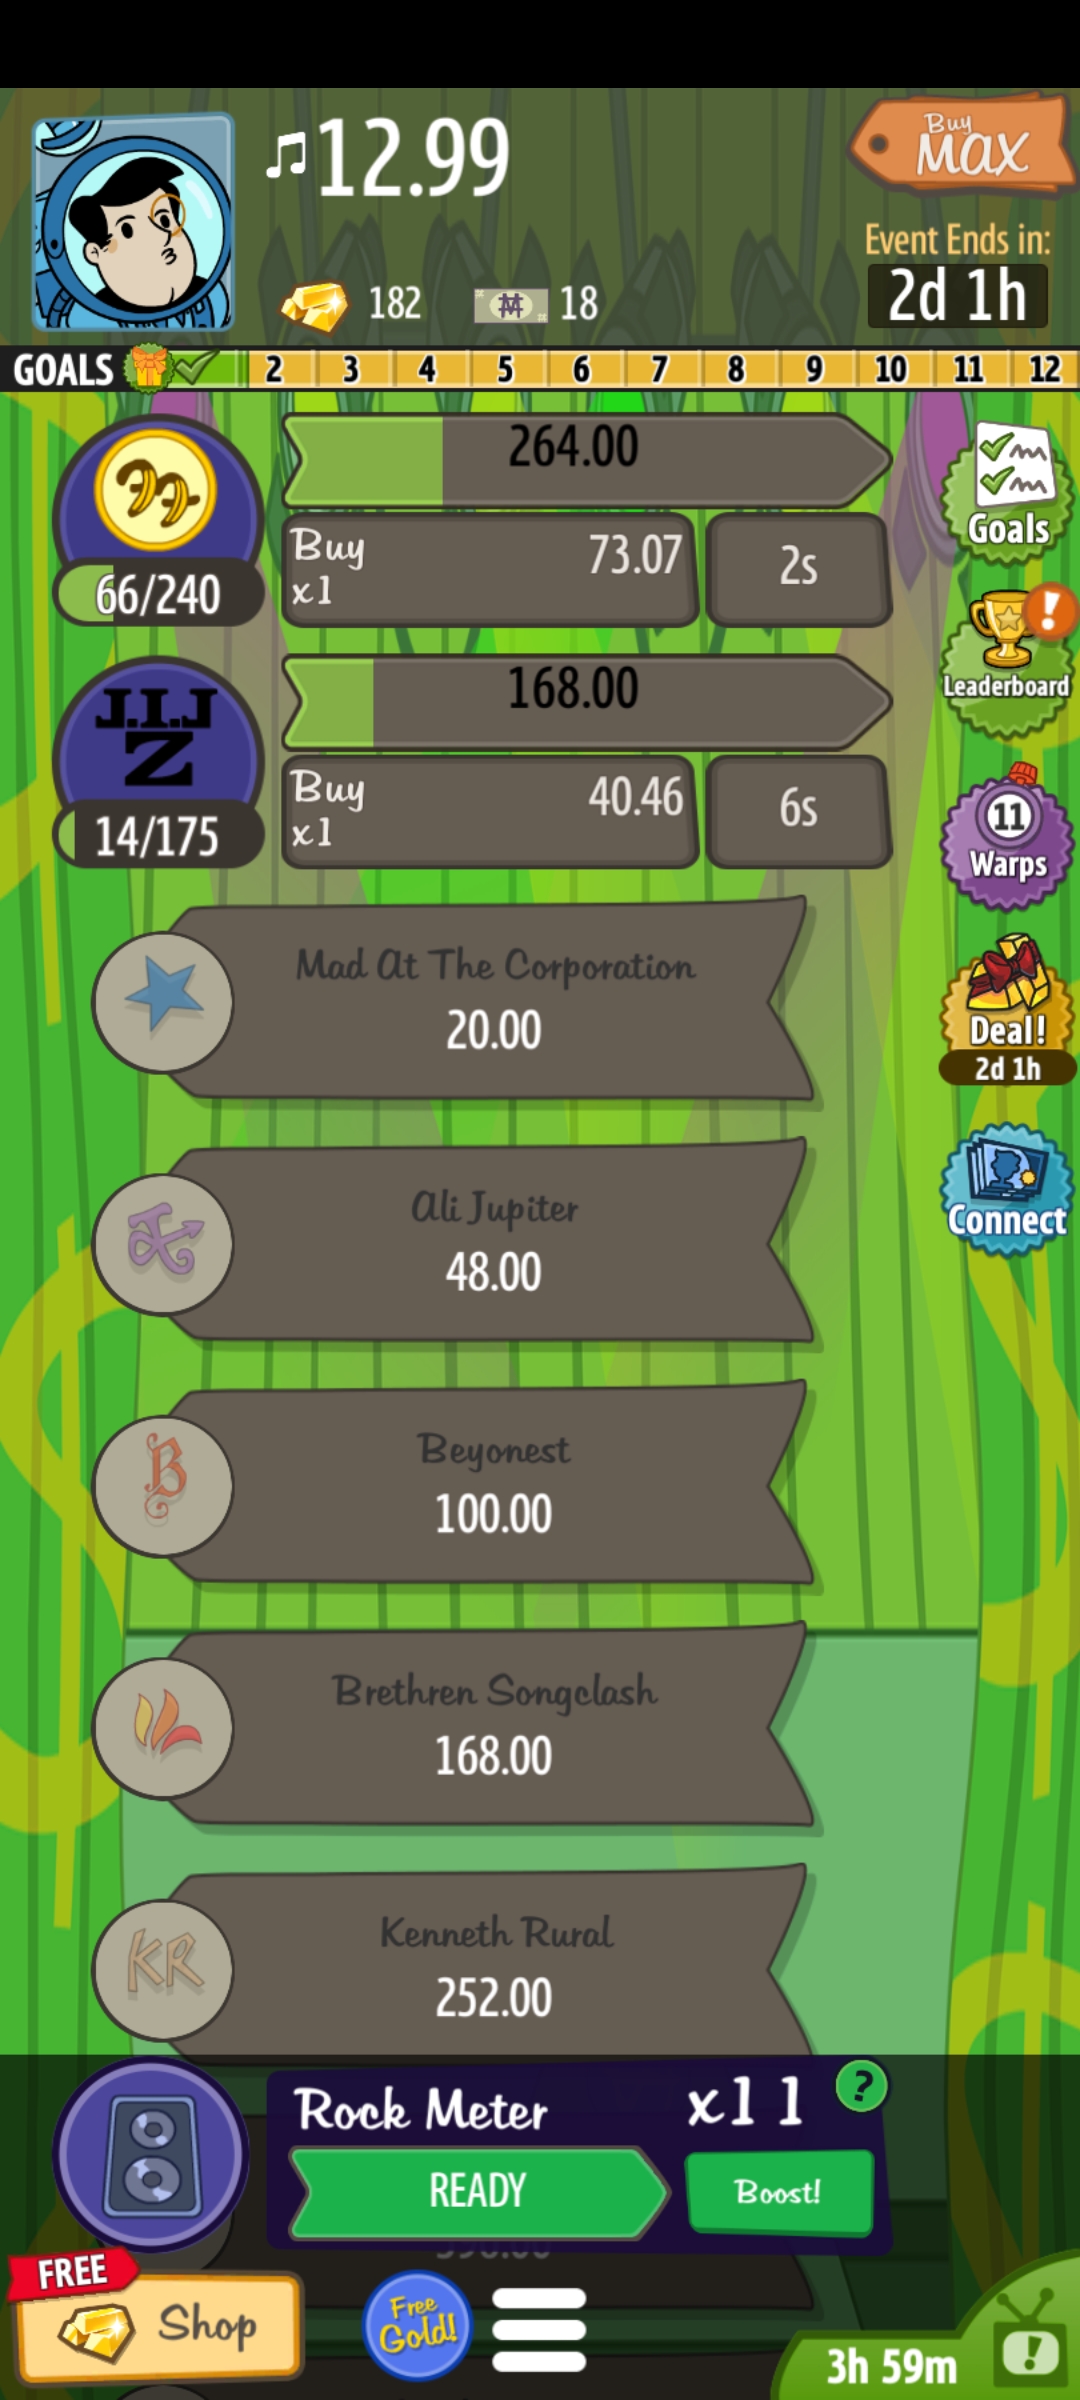 12.99
Buy
Max
Event Ends in:
2d 1h
182
18
GOALS 2 3 4 5 6 7 8 9 10 11 12
264.00
Buy
x1
73.07
2s
66/240
Goals
168.00
J.I.J
Z
Buy
x1
40.46
6s
14/175
!
Leaderboard
11
Warps
Mad At The Corporation
20.00
Deal!
2d 1h
Ali Jupiter
48.00
Connect
B
Beyonest
100.00
Brethren Songclash
168.00
KR
Kenneth Rural
252.00
Rock Meter
x11
?
READY
Boost!
FREE
Shop
Free
Gold!
3h 59m
!